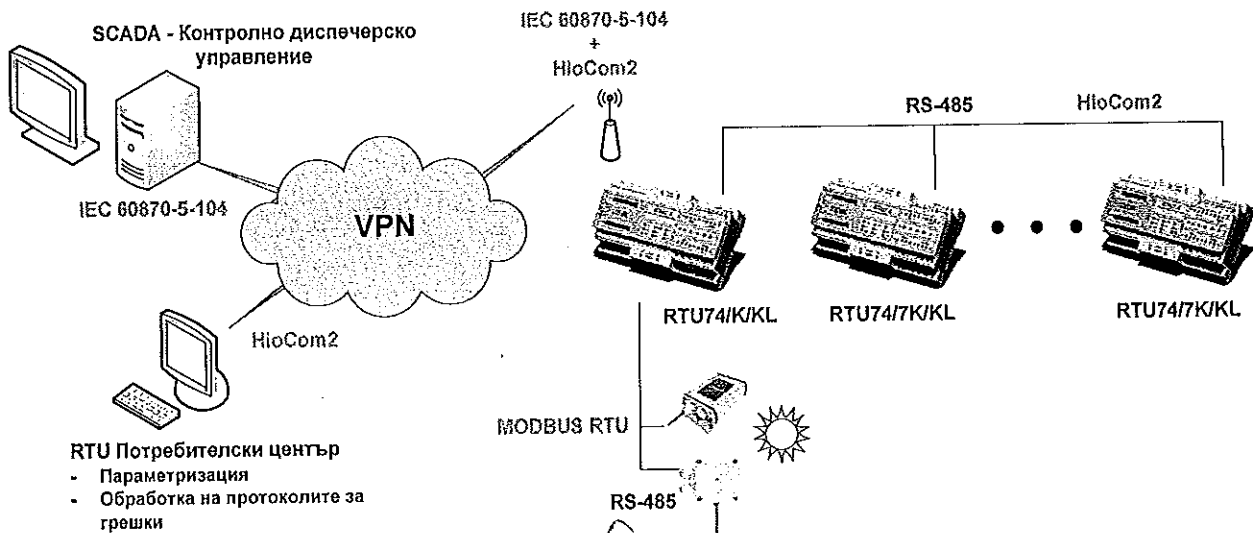 SCADA - Контролно диспечерско
управление
IEC 60870-5-104
IEC 60870-5-104
+
HioCom2
RS-485
HioCom2
VPN
RTU74/K/KL
RTU74/7K/KL
RTU74/7K/KL
HioCom2
MODBUS RTU
RS-485
RTU Потребителски център
- Параметризация
- Обработка на протоколите за
грешки